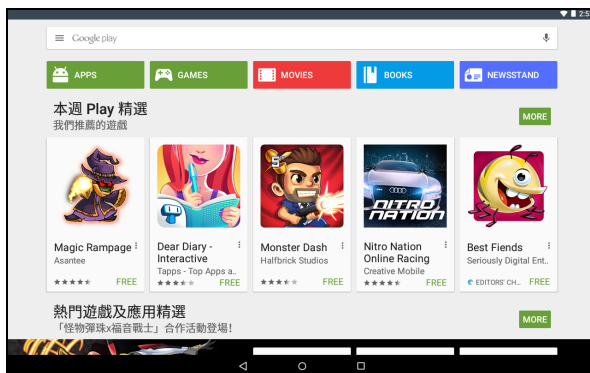 2:5
Google play
APPS
GAMES
MOVIES
BOOKS
NEWSSTAND
本週 Play 精選
我們推薦的遊戲
MORE
NITRO
NATION
Magic Rampage
Asantee
FREE
Dear Diary -
Interactive
Tapps - Top Apps a..
FREE
Monster Dash
Halfbrick Studios
FREE
Nitro Nation
Online Racing
Creative Mobile
FREE
Best Fiends
Seriously Digital Ent..
EDITORS' CH...
FREE
熱門遊戲及應用精選
「怪物彈珠x福音戰士」合作活動登場!
MORE